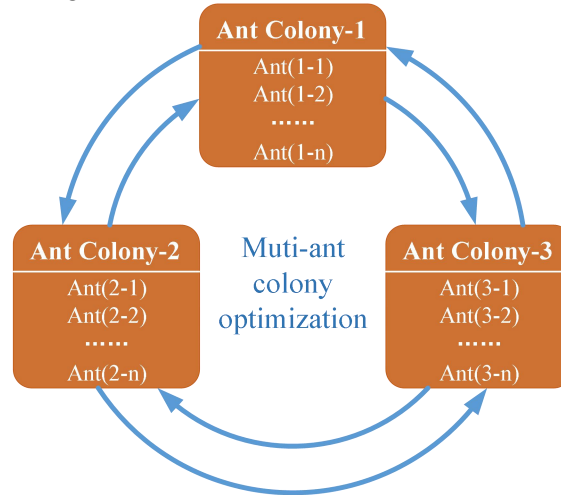 Ant Colony-1
Ant(1-1)
Ant(1-2)
······
Ant(1-n)
Ant Colony-2
Ant(2-1)
Ant(2-2)
······
Ant(2-n)
Muti-ant
colony
optimization
Ant Colony-3
Ant(3-1)
Ant(3-2)
······
Ant(3-n)